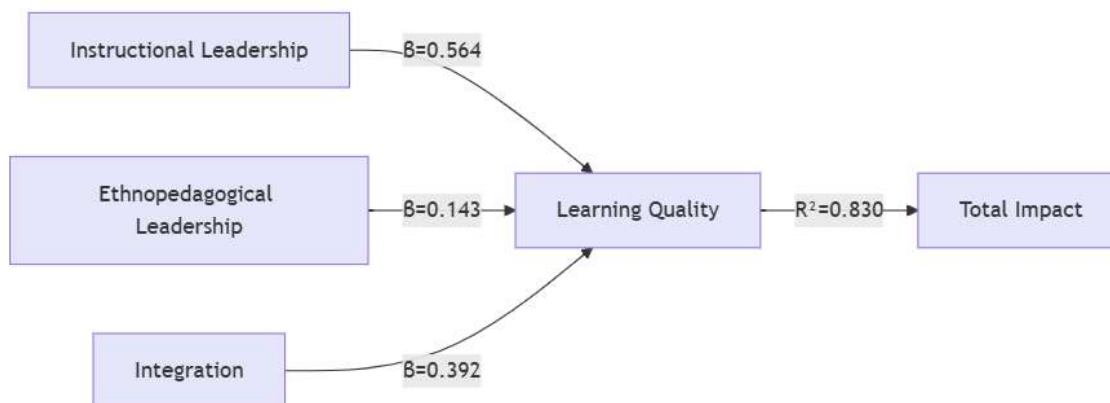 Instructional Leadership
β=0.564
Ethnopedagogical
Leadership
β=0.143
Learning Quality
R²=0.830
Total Impact
Integration
β=0.392